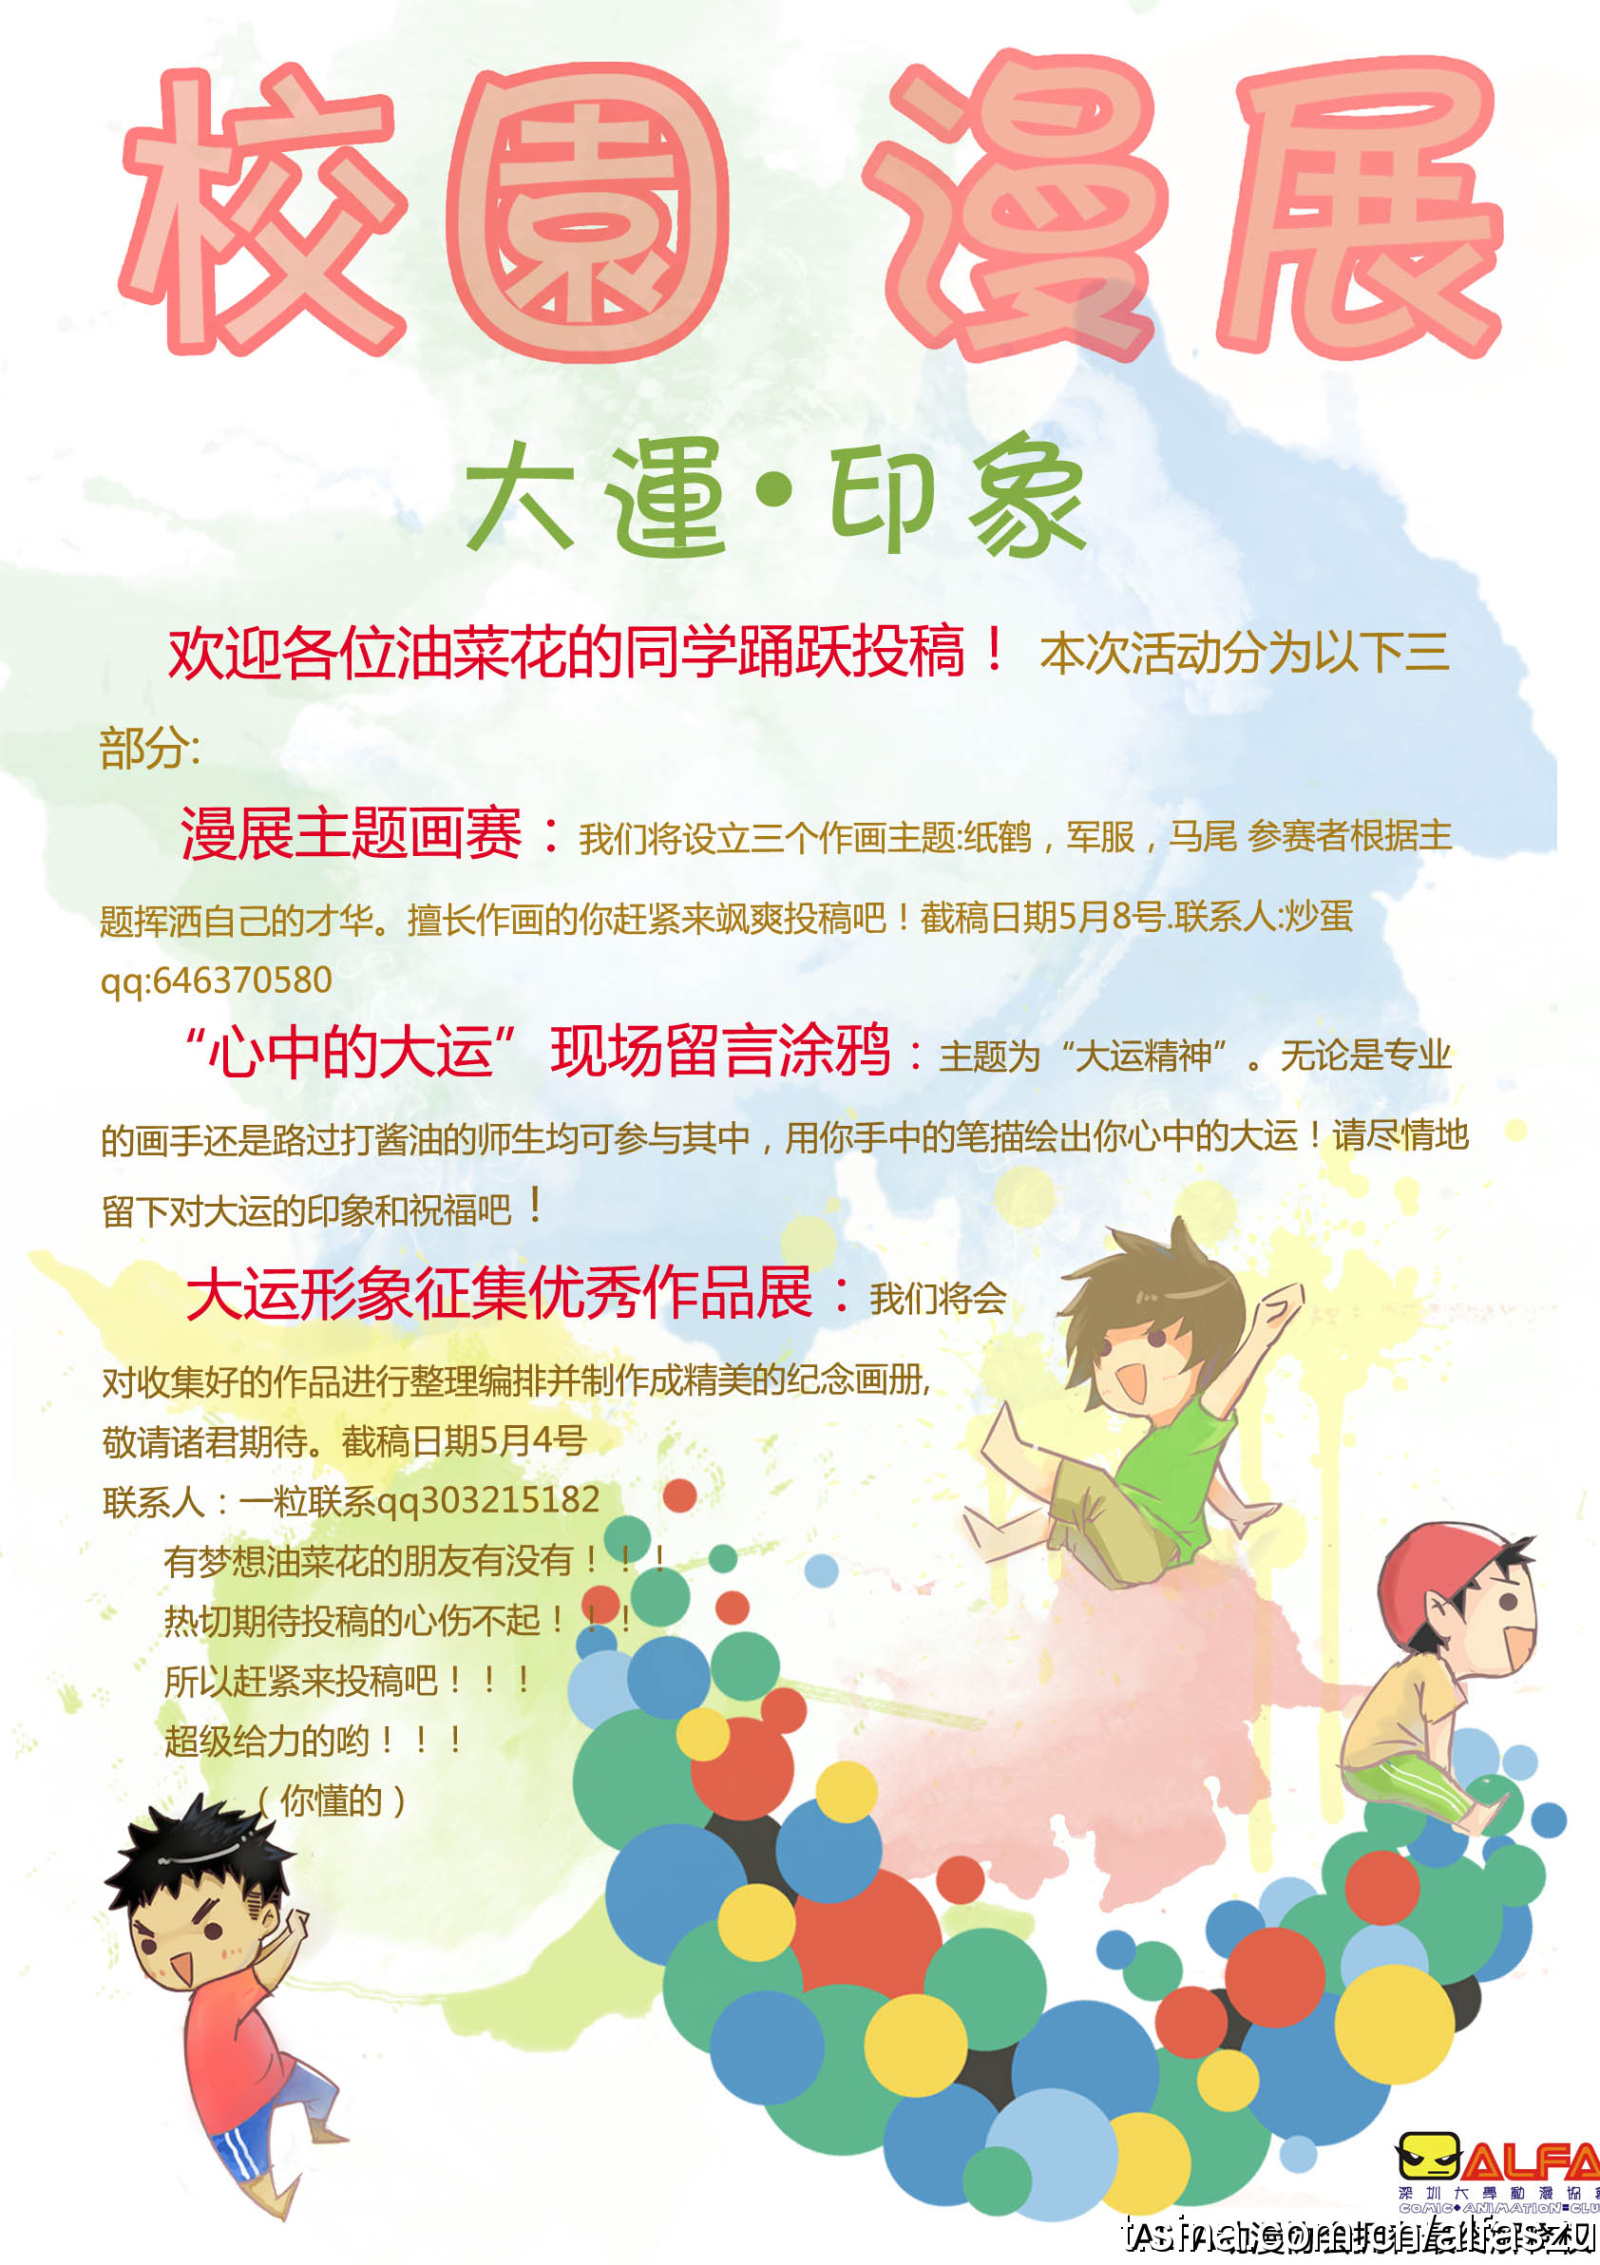 校園 漫展
大運·印象
欢迎各位油菜花的同学踊跃投稿！ 本次活动分为以下三
部分:
漫展主题画赛：我们将设立三个作画主题:纸鹤，军服，马尾 参赛者根据主
题挥洒自己的才华。擅长作画的你赶紧来飒爽投稿吧！截稿日期5月8号.联系人:炒蛋
qq:646370580
“心中的大运”现场留言涂鸦：主题为“大运精神”。无论是专业
的画手还是路过打酱油的师生均可参与其中，用你手中的笔描绘出你心中的大运！请尽情地
留下对大运的印象和祝福吧！
大运形象征集优秀作品展：我们将会
对收集好的作品进行整理编排并制作成精美的纪念画册,
敬请诸君期待。截稿日期5月4号
联系人：一粒联系qq303215182
有梦想油菜花的朋友有没有！！！
热切期待投稿的心伤不起！！！
所以赶紧来投稿吧！！！
超级给力的哟！！！
（你懂的）
ALFA
深圳大學動漫協會
COMIC·ANIMATION=CLU
t.sina.com.cn/alfaszu